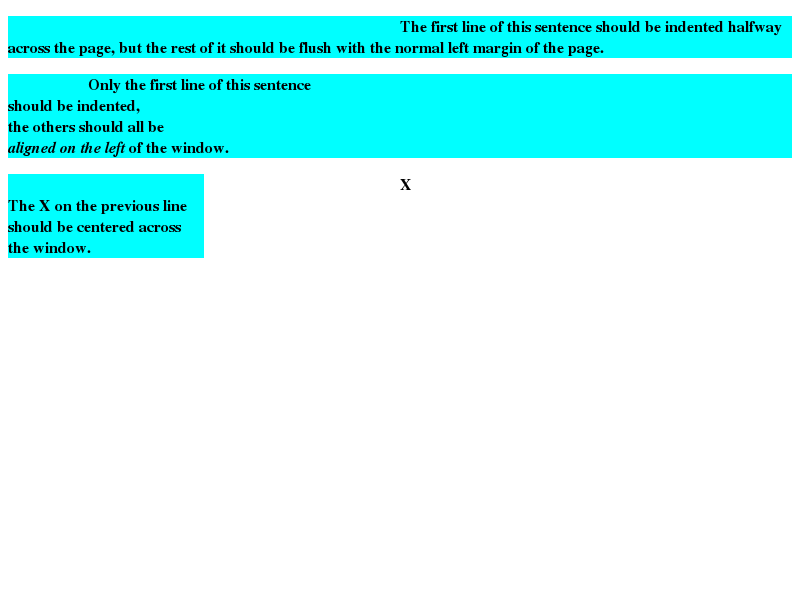 The first line of this sentence should be indented halfway
across the page, but the rest of it should be flush with the normal left margin of the page.
Only the first line of this sentence
should be indented,
the others should all be
aligned on the left of the window.
X
The X on the previous line
should be centered across
the window.